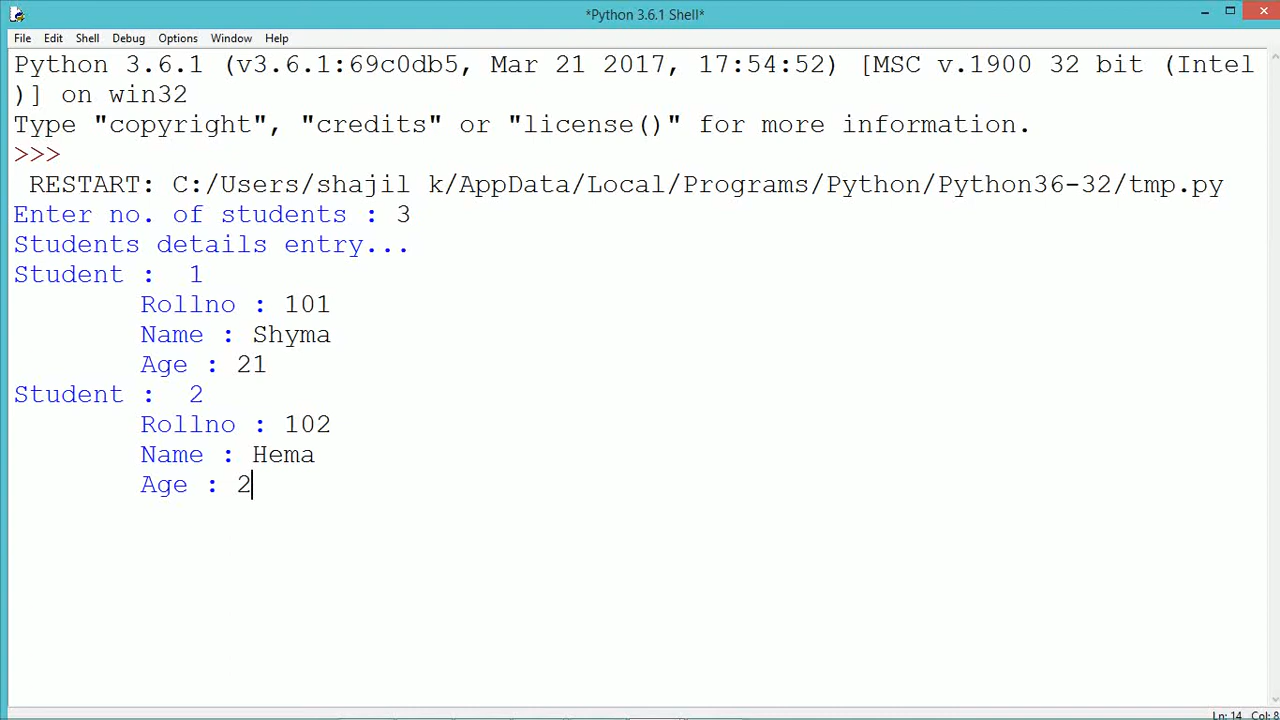 *Python 3.6.1 Shell*
File Edit Shell Debug Options Window Help
Python 3.6.1 (v3.6.1:69c0db5, Mar 21 2017, 17:54:52) [MSC v.1900 32 bit (Intel
)] on win32
Type "copyright", "credits" or "license()" for more information.
>>>
RESTART: C:/Users/shajil k/AppData/Local/Programs/Python/Python36-32/tmp.py
Enter no. of students : 3
Students details entry...
Student :  1
Rollno : 101
Name : Shyma
Age : 21
Student :  2
Rollno : 102
Name : Hema
Age : 2
Ln: 14 Col: 8